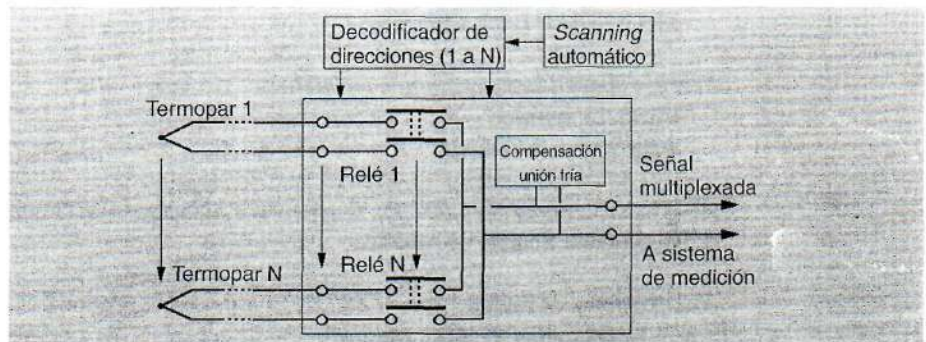 Decodificador de
direcciones (1 a N)
Scanning
automático
Termopar 1
Relé 1
Compensación
unión fría
Señal
multiplexada
Termopar N
Relé N
A sistema
de medición